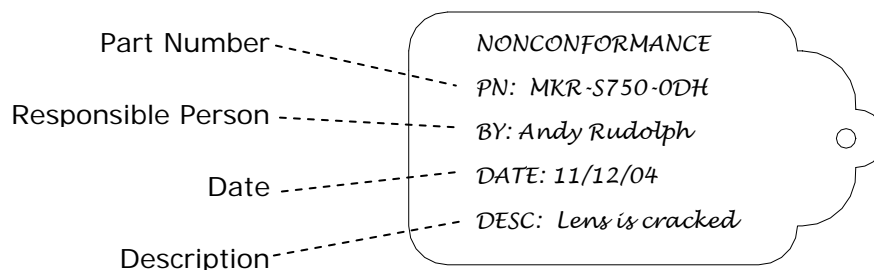 Part Number
Responsible Person
Date
Description
NONCONFORMANCE
PN: MKR-S750-0DH
BY: Andy Rudolph
DATE: 11/12/04
DESC: Lens is cracked